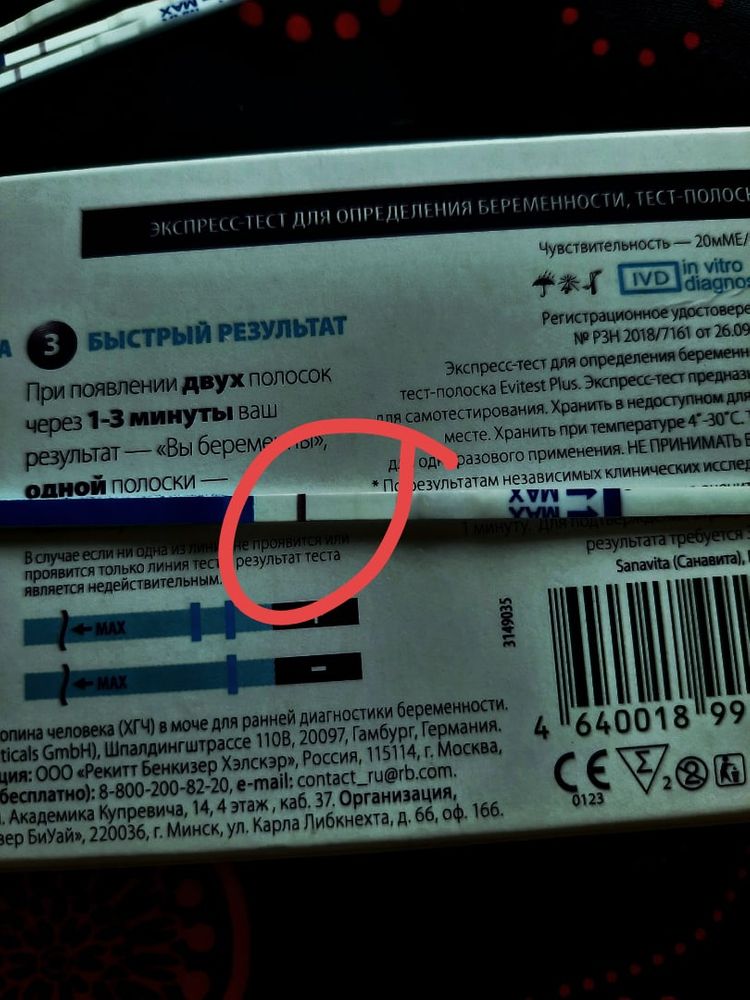 MAX
ЭКСПРЕСС-ТЕСТ ДЛЯ ОПРЕДЕЛЕНИЯ БЕРЕМЕННОСТИ, ТЕСТ-ПОЛОСК
Чувствительность — 20мМЕ/
IVD in vitro
diagnos
Регистрационное удостовере
№ РЗН 2018/7161 от 26.09
Экспресс-тест для определения беременн
тест-полоска Evitest Plus. Экспресс-тест предназ
для самотестирования. Хранить в недоступном для
месте. Хранить при температуре 4°-30°С.
одноразового применения. НЕ ПРИНИМАТЬ В
* По результатам независимых клинических исслед
А
3 БЫСТРЫЙ РЕЗУЛЬТАТ
При появлении двух полосок
через 1-3 минуты ваш
результат — «Вы беременны»,
одной полоски —
MAX
MAX
1 минуту. Для
результата требуется
Sanavita (Санавита),
В случае если ни одна из линий не проявится или
проявится только линия тест результат теста
является недействительным.
MAX +
MAX −
3149035
4 640018 99
CE
0123
Σ 2
опина человека (ХГЧ) в моче для ранней диагностики беременности.
ticals GmbH), Шпалдингштрассе 110В, 20097, Гамбург, Германия.
ция: ООО «Рекитт Бенкизер Хэлскэр», Россия, 115114, г. Москва,
бесплатно): 8-800-200-82-20, e-mail: contact_ru@rb.com.
. Академика Купревича, 14, 4 этаж , каб. 37. Организация,
зер БиУай», 220036, г. Минск, ул. Карла Либкнехта, д. 66, оф. 16б.